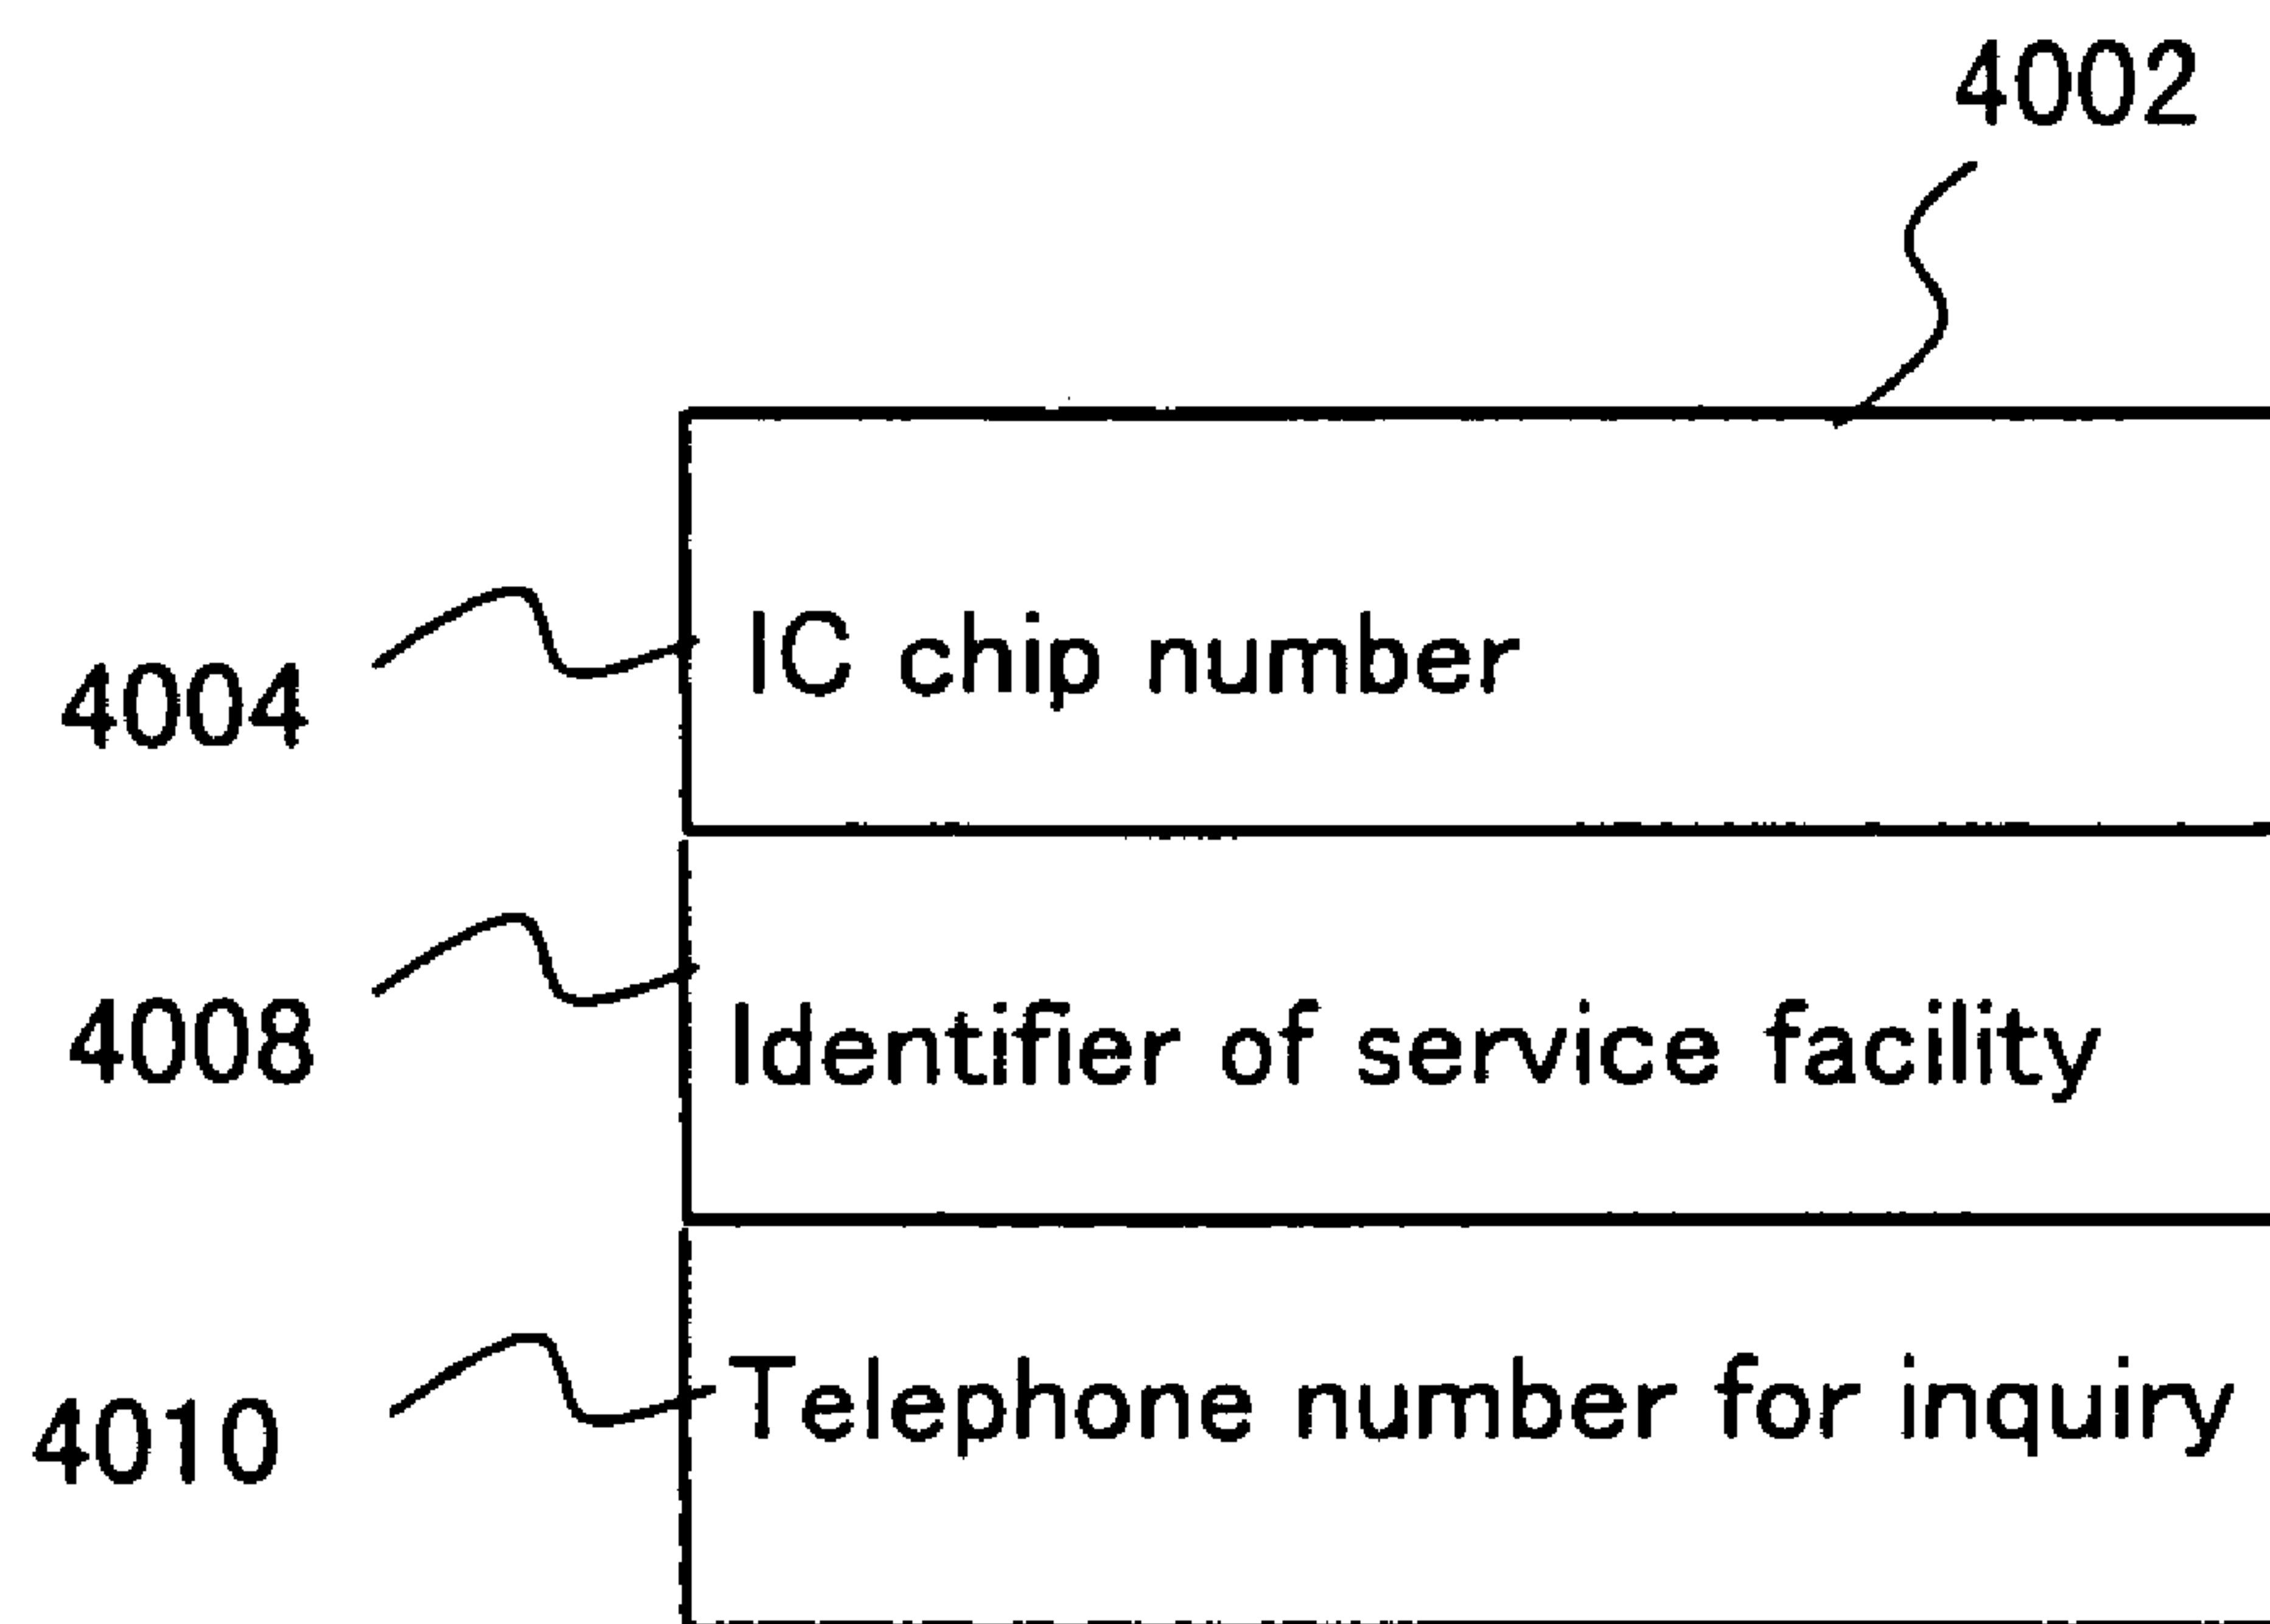 4002
IC chip number
4004
Identifier of service facility
4008
Telephone number for inquiry
4010